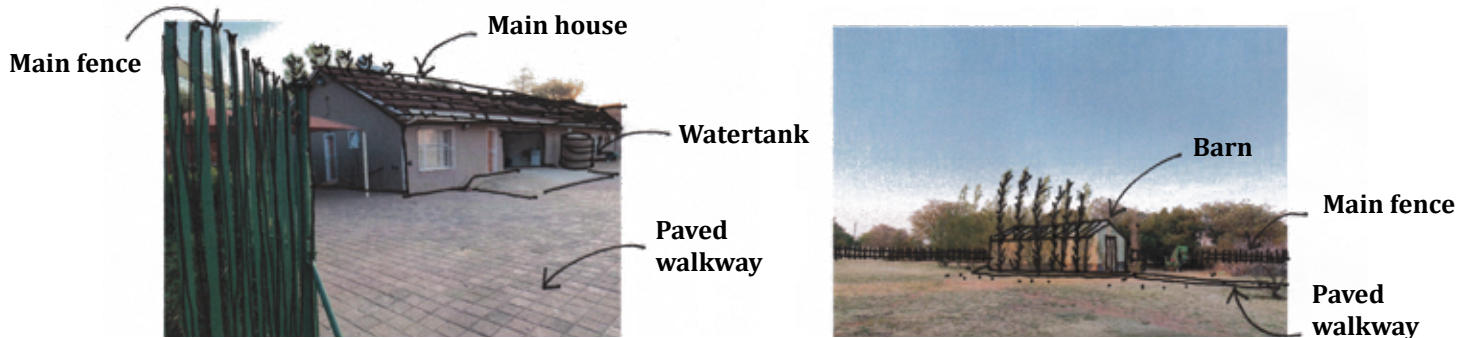 Main house
Main fence
Watertank
Paved
walkway
Barn
Main fence
Paved
walkway